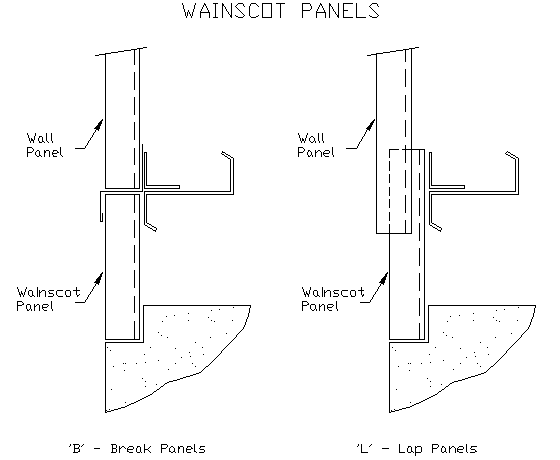 WAINSCOT PANELS
Wall
Panel
Wainscot
Panel
'B' - Break Panels
Wall
Panel
Wainscot
Panel
'L' - Lap Panels